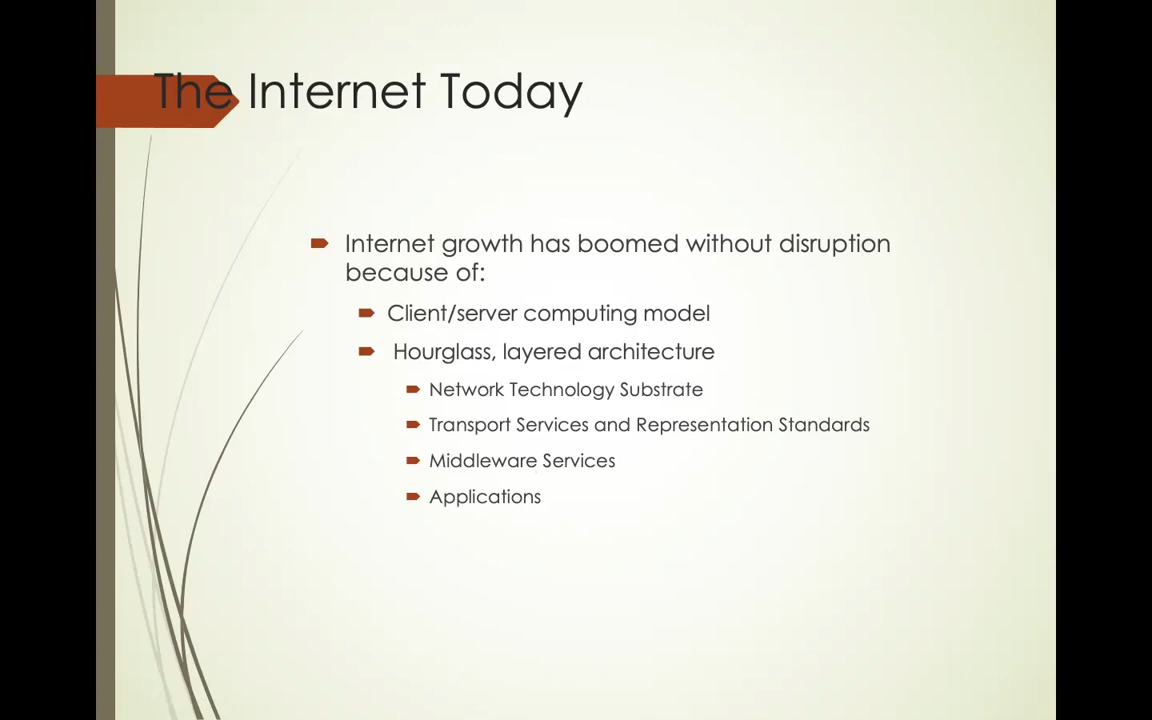 The Internet Today
Internet growth has boomed without disruption
because of:
Client/server computing model
Hourglass, layered architecture
Network Technology Substrate
Transport Services and Representation Standards
Middleware Services
Applications